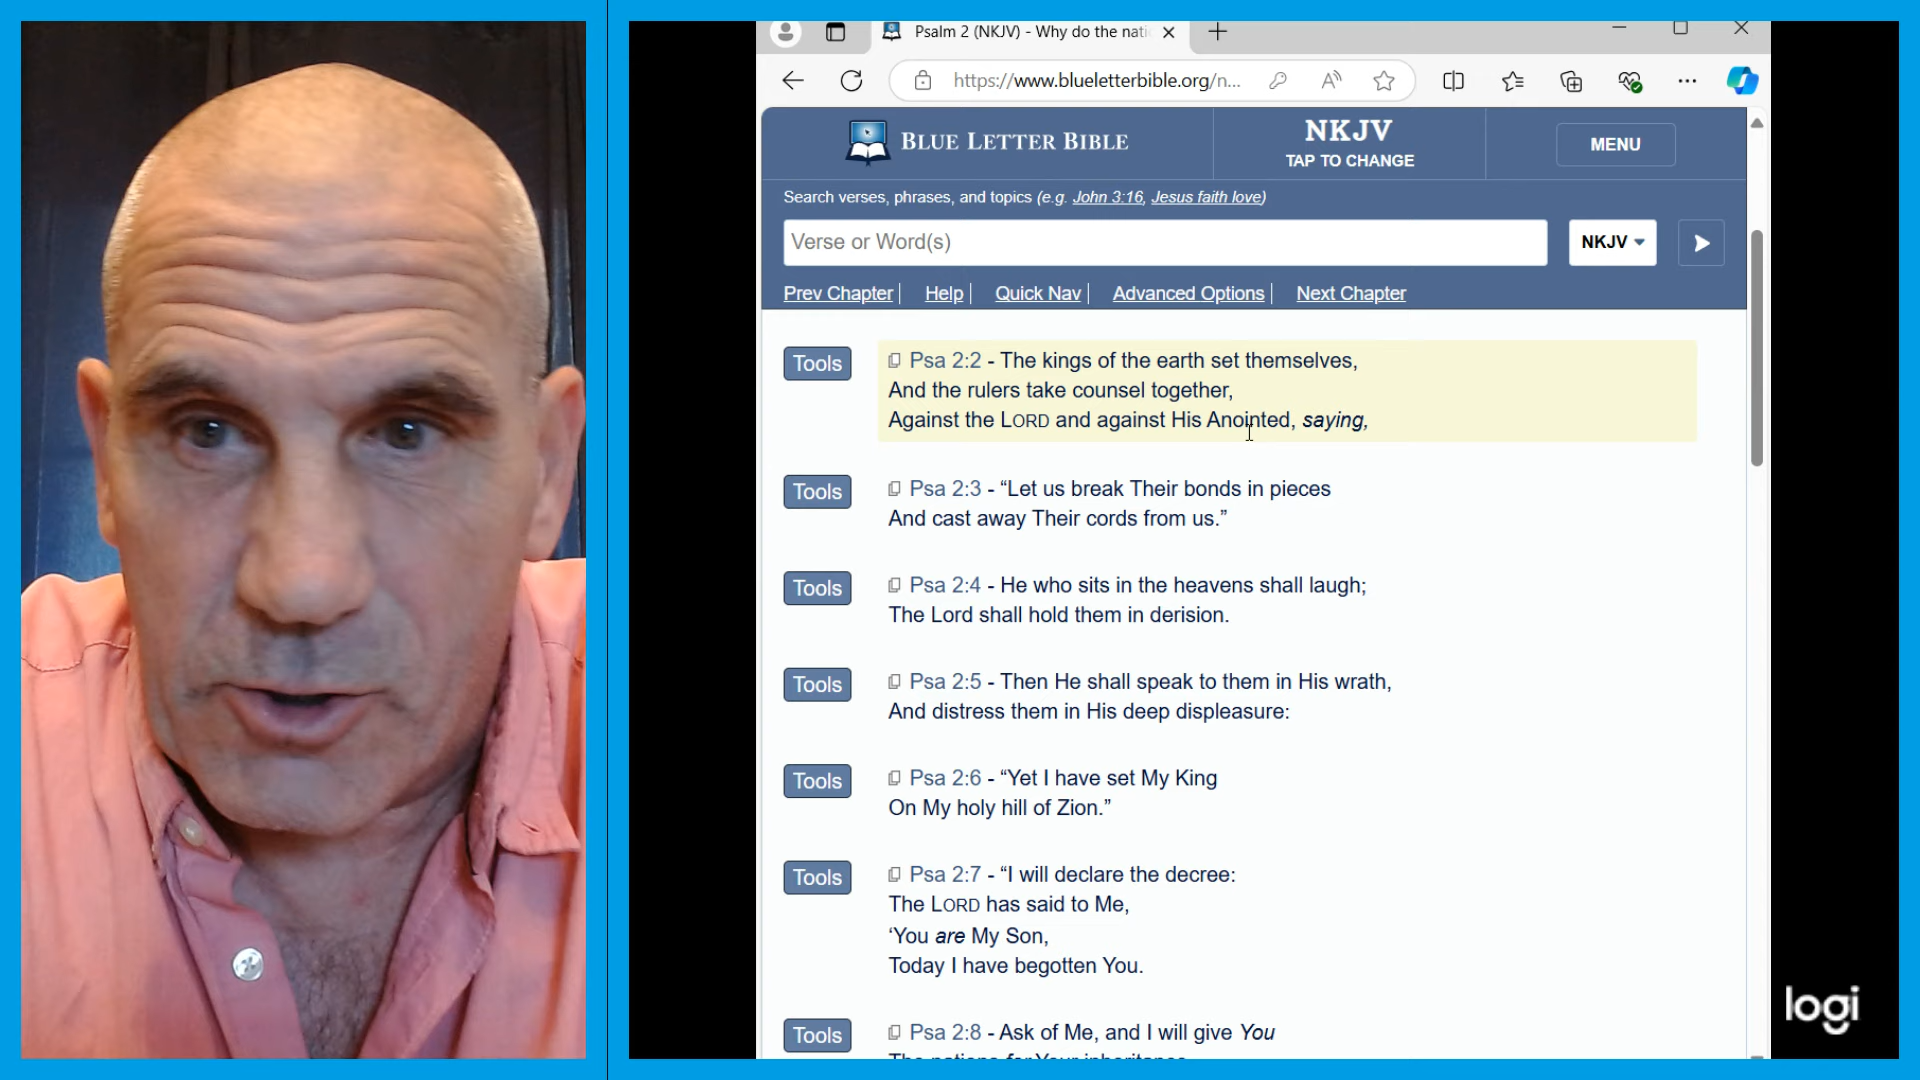 Psalm 2 (NKJV) - Why do the nati
https://www.blueletterbible.org/n...
BLUE LETTER BIBLE
NKJV
TAP TO CHANGE
MENU
Search verses, phrases, and topics (e.g. John 3:16, Jesus faith love)
Verse or Word(s)
NKJV
Prev Chapter
Help
Quick Nav
Advanced Options
Next Chapter
Tools
Psa 2:2 - The kings of the earth set themselves,
And the rulers take counsel together,
Against the LORD and against His Anointed, saying,
Tools
Psa 2:3 - “Let us break Their bonds in pieces
And cast away Their cords from us.”
Tools
Psa 2:4 - He who sits in the heavens shall laugh;
The Lord shall hold them in derision.
Tools
Psa 2:5 - Then He shall speak to them in His wrath,
And distress them in His deep displeasure:
Tools
Psa 2:6 - “Yet I have set My King
On My holy hill of Zion.”
Tools
Psa 2:7 - “I will declare the decree:
The LORD has said to Me,
‘You are My Son,
Today I have begotten You.
Tools
Psa 2:8 - Ask of Me, and I will give You
The nations for Your inheritance
logi